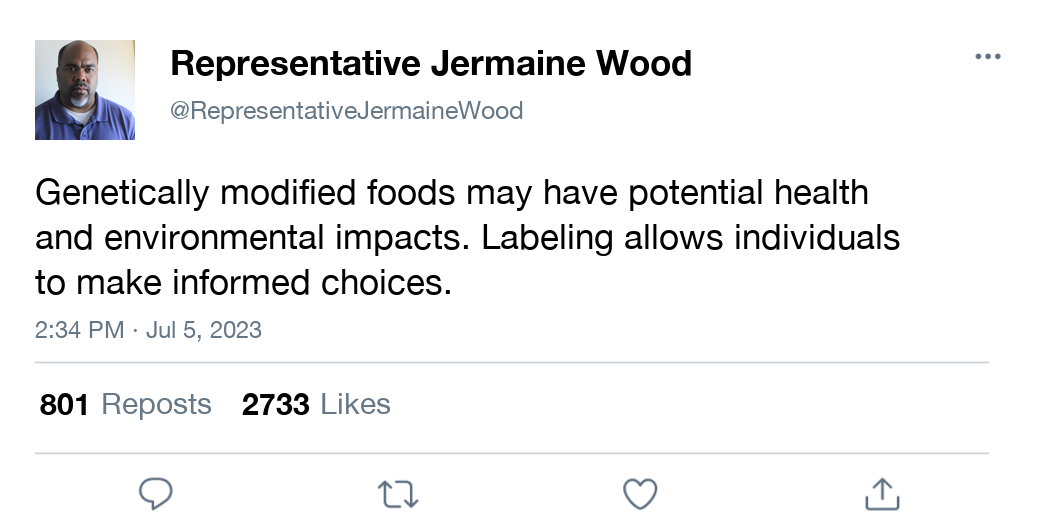 Representative Jermaine Wood
@RepresentativeJermaineWood
Genetically modified foods may have potential health
and environmental impacts. Labeling allows individuals
to make informed choices.
2:34 PM · Jul 5, 2023
801 Reposts 2733 Likes